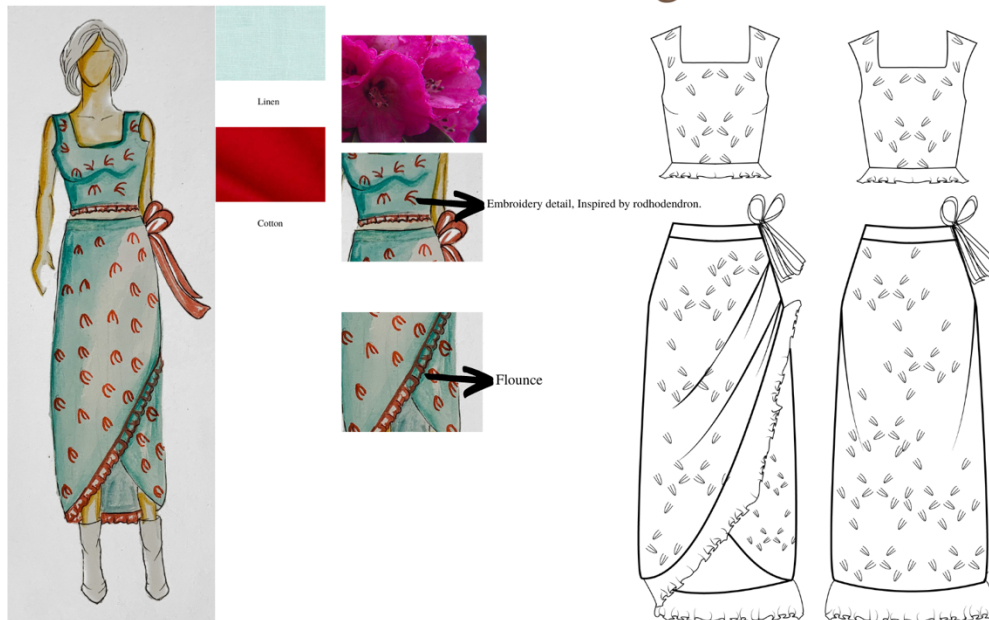 Linen
Cotton
Embroidery detail, Inspired by rodhodendron.
Flounce